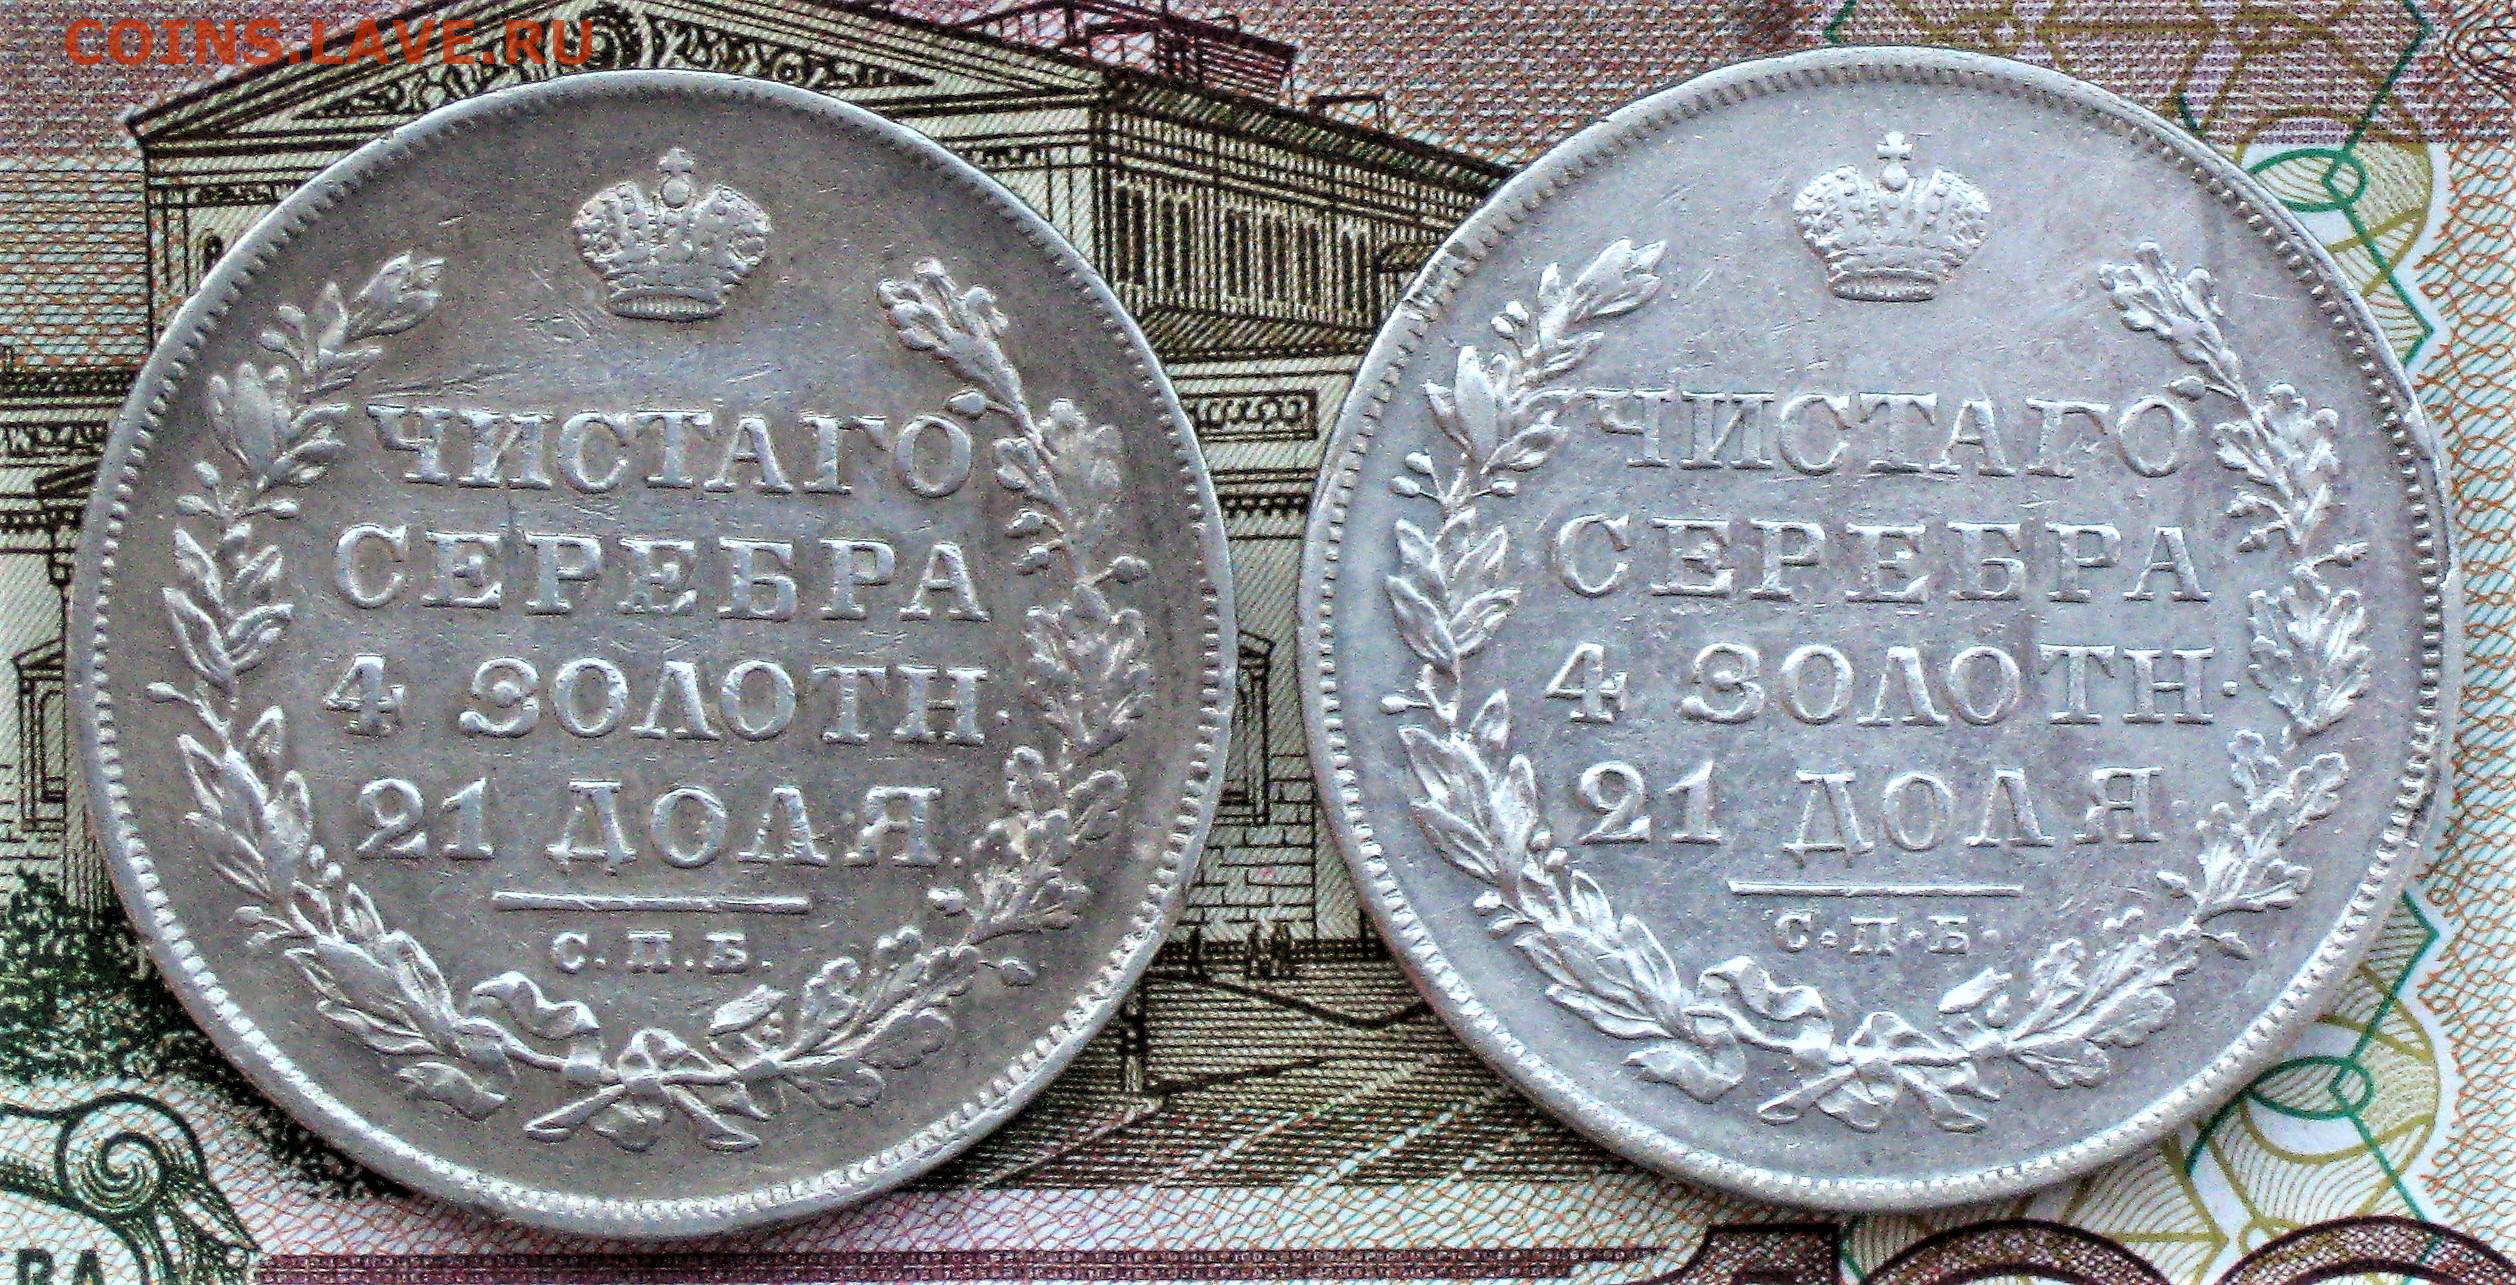 COINS.LAVE.RU
ЧИСТАГО
СЕРЕБРА
4 ЗОЛОТН.
21 ДОЛЯ.
С.П.Б.
ЧИСТАГО
СЕРЕБРА
4 ЗОЛОТН.
21 ДОЛЯ.
С.П.Б.